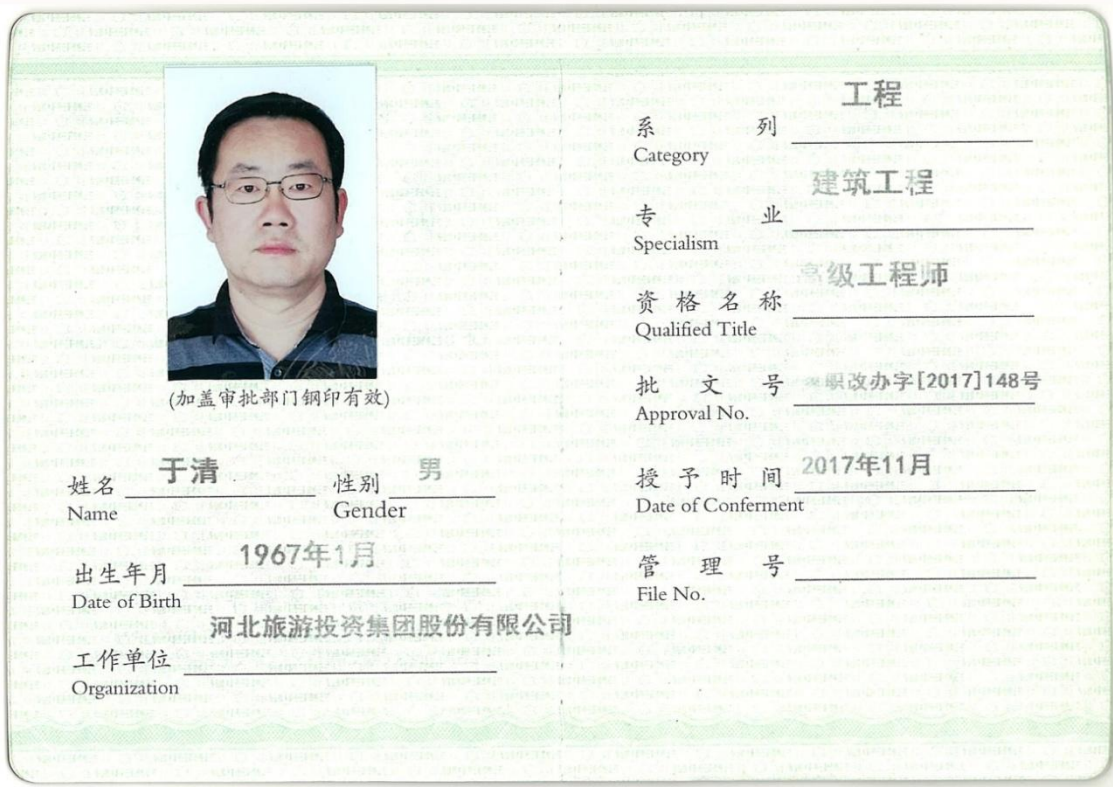 (加盖审批部门钢印有效)
姓名 于清 性别 男
Name Gender
出生年月 1967年1月
Date of Birth
工作单位 河北旅游投资集团股份有限公司
Organization
系列 工程
Category
专业 建筑工程
Specialism
资格名称 高级工程师
Qualified Title
批文号 职改办字[2017]148号
Approval No.
授予时间 2017年11月
Date of Conferment
管理号
File No.